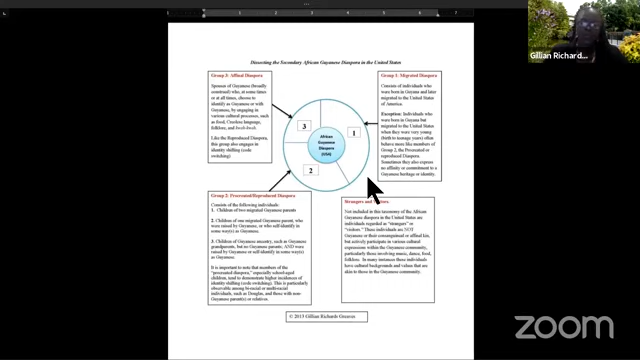 Dissecting the Secondary African Guyanese Diaspora in the United States
Group 3: Affinal Diaspora
Spouses of Guyanese (broadly
construed) who, at some times
or at all times, choose to
identify as Guyanese or with
Guyanese, by engaging in
various cultural processes, such
as food, Creolese language,
folklore, and
Like the Reproduced Diaspora,
this group also engages in
identity shifting (code
switching)
Group 1: Migrated Diaspora
Consists of individuals who
were born in Guyana and later
migrated to the United States
of America.
Exception: Individuals who
were born in Guyana but
migrated to the United States
when they were very young
(birth to teenage years) often
behave more like members of
Group 2, the Procreated or
reproduced Diaspora.
Sometimes they also express
no affinity or commitment to a
Guyanese heritage or identity.
3
1
2
African
Guyanese
Diaspora
(USA)
Group 2: Procreated/Reproduced Diaspora
Consists of the following individuals:
1. Children of two migrated Guyanese parents
2. Children of one migrated Guyanese parent, who
were raised by Guyanese, or who self-identify in
some way(s) as Guyanese.
3. Children of Guyanese ancestry, such as Guyanese
grandparents, but no Guyanese parents, AND were
raised by Guyanese or self-identify in some way(s)
as Guyanese.
It is important to note that members of the
"procreated diaspora," especially school-aged
children, tend to demonstrate higher incidences of
identity shifting (code switching). This is particularly
observable among bi-racial or multi-racial
individuals, such as Douglas, and those with non-
Guyanese parent(s) or relatives.
Strangers and
Not included in this taxonomy of the African
Guyanese diaspora in the United States are
individuals regarded as "strangers" or
"visitors." These individuals are NOT
Guyanese or their consanguineal or affinal kin,
but actively participate in various cultural
expressions within the Guyanese community,
particularly those involving music, dance, food,
folklore. In many instances these individuals
have cultural backgrounds and values that are
akin to those in the Guyanese community.
© 2013 Gillian Richards Greaves
Gillian Richard...
zoom